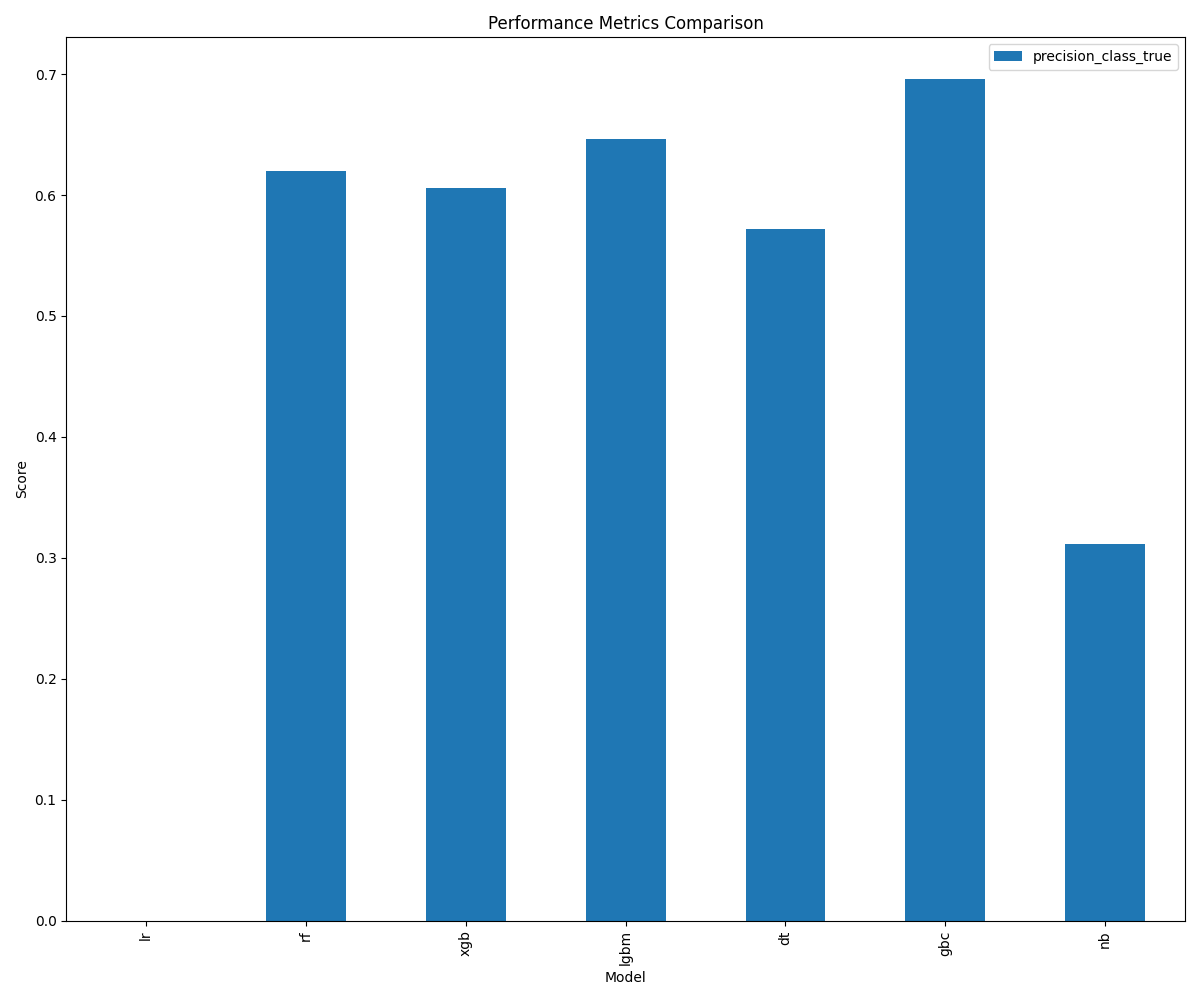 Performance Metrics Comparison
precision_class_true
0.7
0.6
0.5
0.4
0.3
0.2
0.1
0.0
Score
lr
rf
xgb
lgbm
dt
gbc
nb
Model